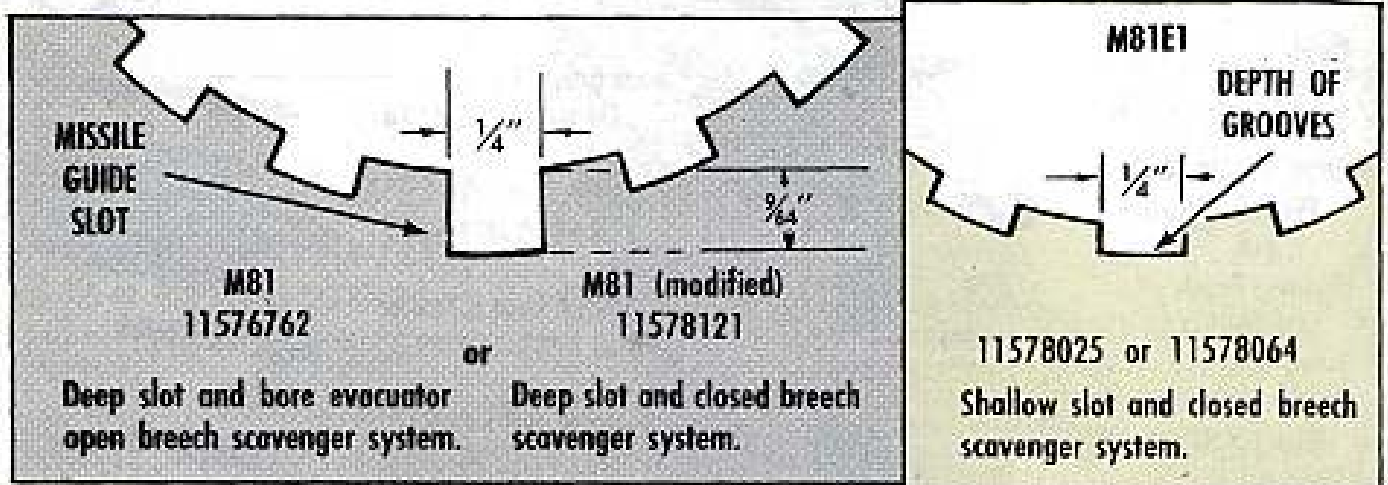 MISSILE
GUIDE
SLOT
1/4"
9/64"
M81
11576762
or
M81 (modified)
11578121
Deep slot and bore evacuator
open breech scavenger system.
Deep slot and closed breech
scavenger system.
M81E1
DEPTH OF
GROOVES
1/4"
11578025 or 11578064
Shallow slot and closed breech
scavenger system.